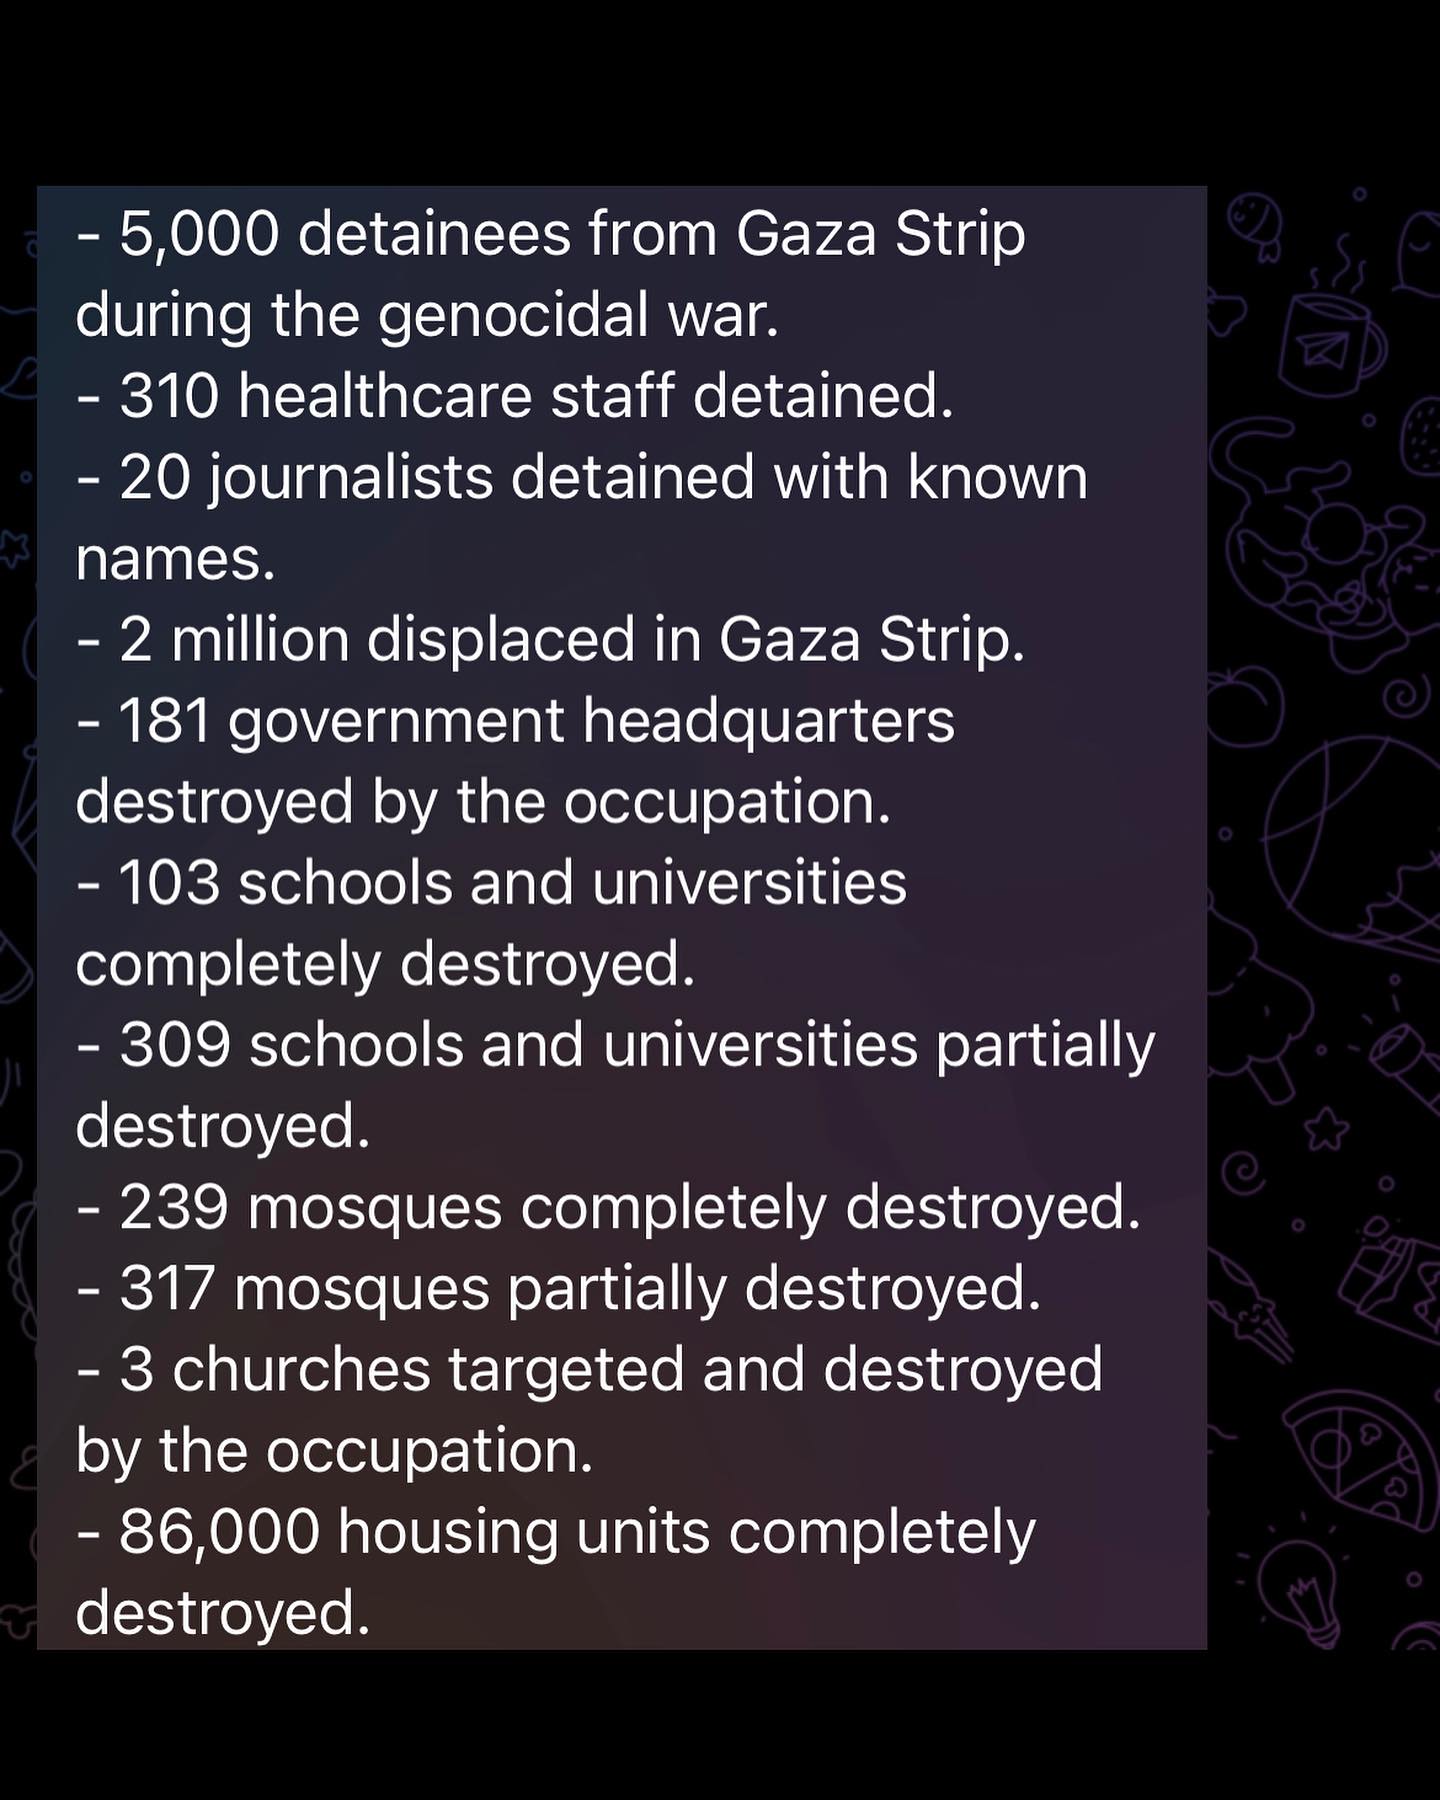 - 5,000 detainees from Gaza Strip
during the genocidal war.
- 310 healthcare staff detained.
- 20 journalists detained with known
names.
- 2 million displaced in Gaza Strip.
- 181 government headquarters
destroyed by the occupation.
- 103 schools and universities
completely destroyed.
- 309 schools and universities partially
destroyed.
- 239 mosques completely destroyed.
- 317 mosques partially destroyed.
- 3 churches targeted and destroyed
by the occupation.
- 86,000 housing units completely
destroyed.